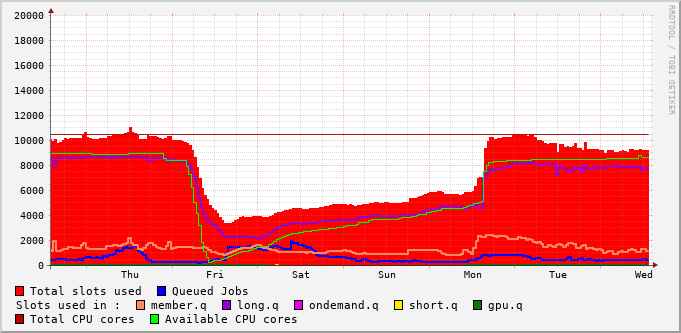 20000
18000
16000
14000
12000
10000
8000
6000
4000
2000
0
Thu Fri Sat Sun Mon Tue Wed
Total slots used Queued Jobs
Slots used in : member.q long.q ondemand.q short.q gpu.q
Total CPU cores Available CPU cores
RRDTOOL / TOBI OETIKER